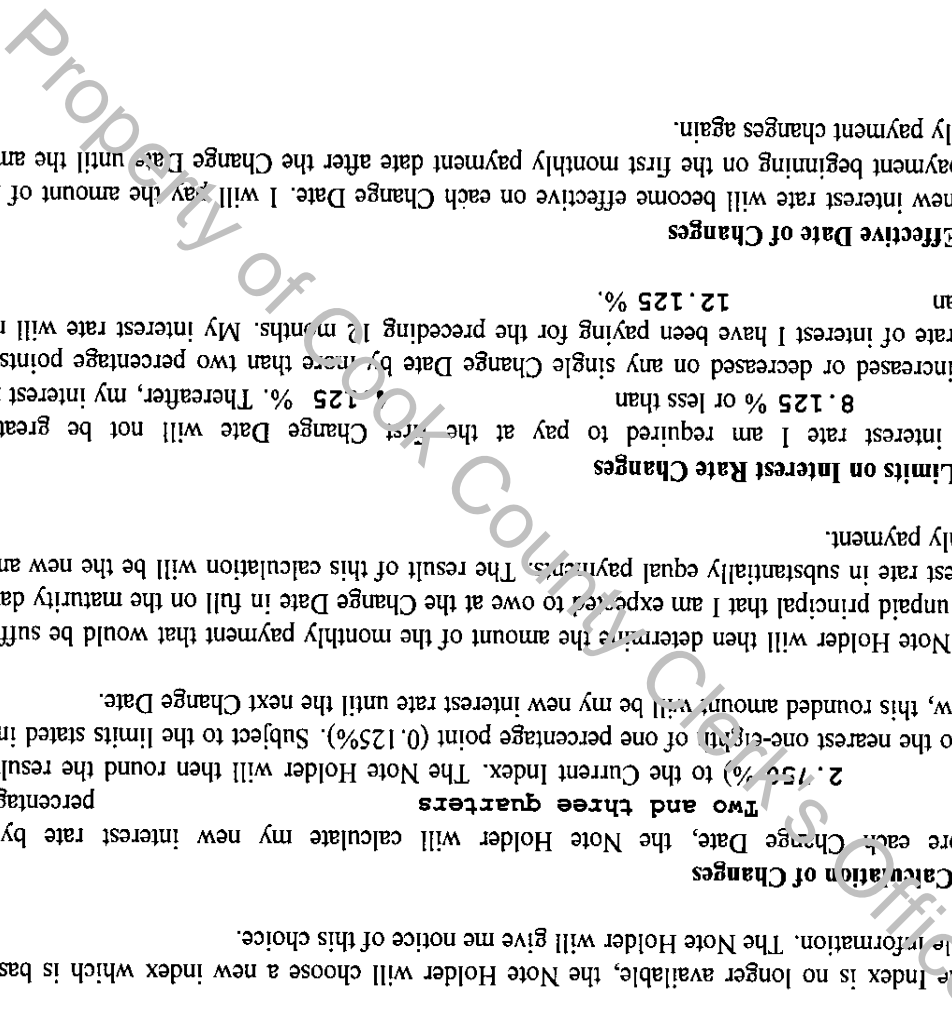 e Index is no longer available, the Note Holder will choose a new index which is bas
le information. The Note Holder will give me notice of this choice.
Calculation of Changes
ore each Change Date, the Note Holder will calculate my new interest rate by
Two and three quarters percentag
2.750 %) to the Current Index. The Note Holder will then round the resul
o the nearest one-eighth of one percentage point (0.125%). Subject to the limits stated in
w, this rounded amount will be my new interest rate until the next Change Date.
Note Holder will then determine the amount of the monthly payment that would be suff
unpaid principal that I am expected to owe at the Change Date in full on the maturity da
est rate in substantially equal payments. The result of this calculation will be the new am
hly payment.
Limits on Interest Rate Changes
interest rate I am required to pay at the First Change Date will not be great
8.125 % or less than .125 %. Thereafter, my interest
increased or decreased on any single Change Date by more than two percentage points
rate of interest I have been paying for the preceding 12 months. My interest rate will n
an 12.125 %.
Effective Date of Changes
new interest rate will become effective on each Change Date. I will pay the amount of
payment beginning on the first monthly payment date after the Change Date until the am
ly payment changes again.
Property of Cook County Clerk's Offic